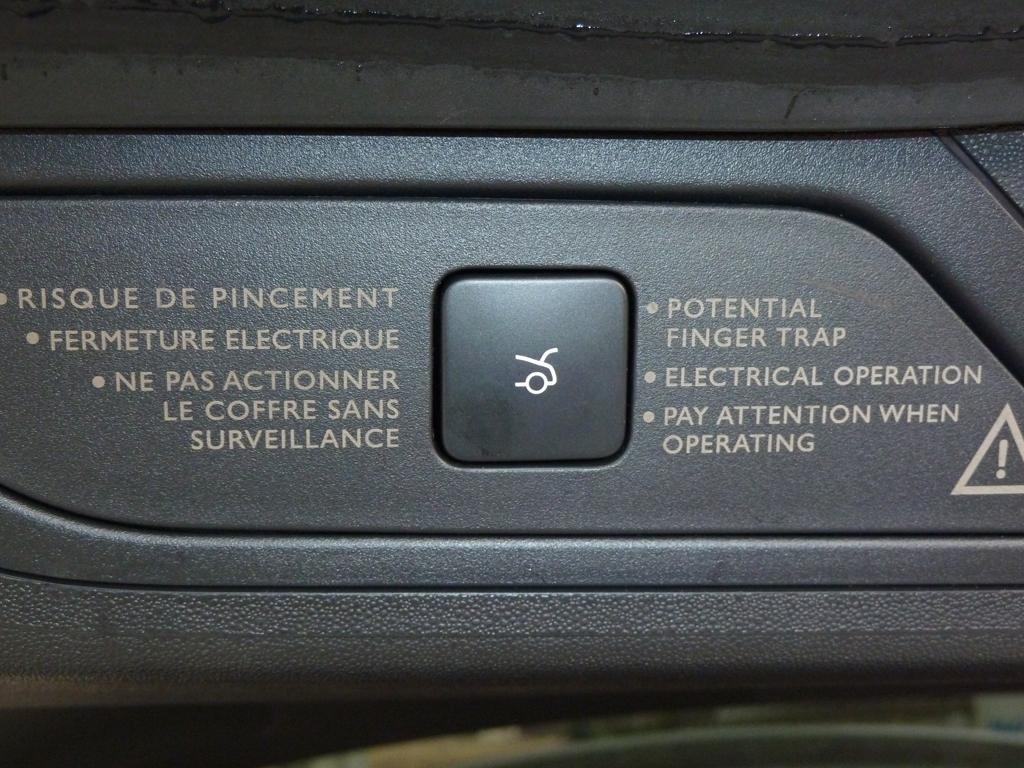 • RISQUE DE PINCEMENT
• FERMETURE ELECTRIQUE
• NE PAS ACTIONNER
LE COFFRE SANS
SURVEILLANCE
• POTENTIAL
FINGER TRAP
• ELECTRICAL OPERATION
• PAY ATTENTION WHEN
OPERATING
!